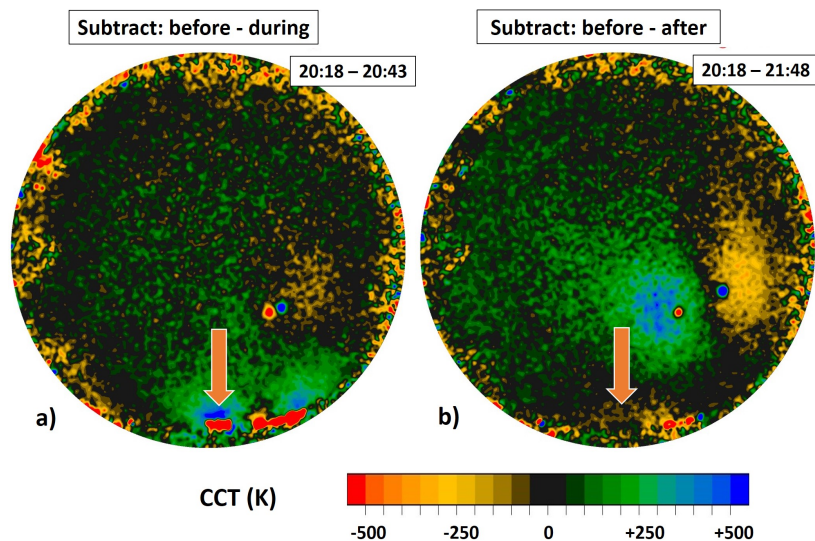 Subtract: before - during
Subtract: before - after
20:18 – 20:43
20:18 – 21:48
a)
b)
CCT (K)
-500
-250
0
+250
+500